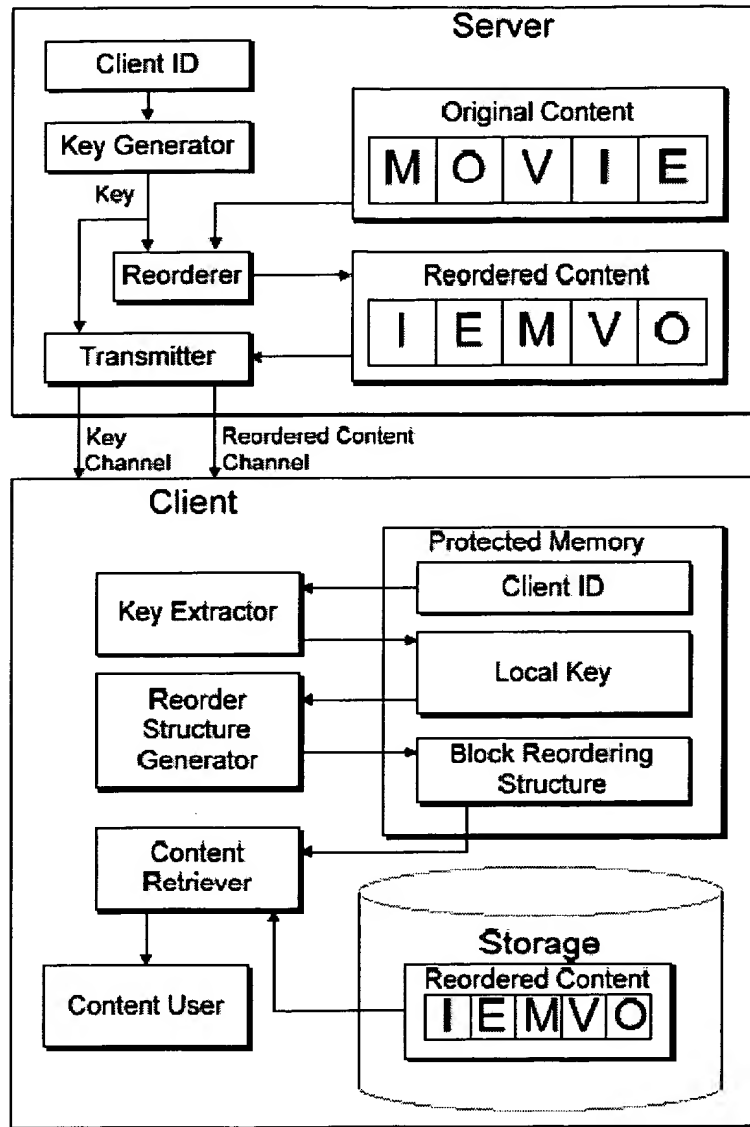 Server
Client ID
Key Generator
Key
Original Content
M O V I E
Reorderer
Reordered Content
I E M V O
Transmitter
Key
Channel
Reordered Content
Channel
Client
Protected Memory
Client ID
Key Extractor
Local Key
Reorder
Structure
Generator
Block Reordering
Structure
Content
Retriever
Storage
Reordered Content
I E M V O
Content User